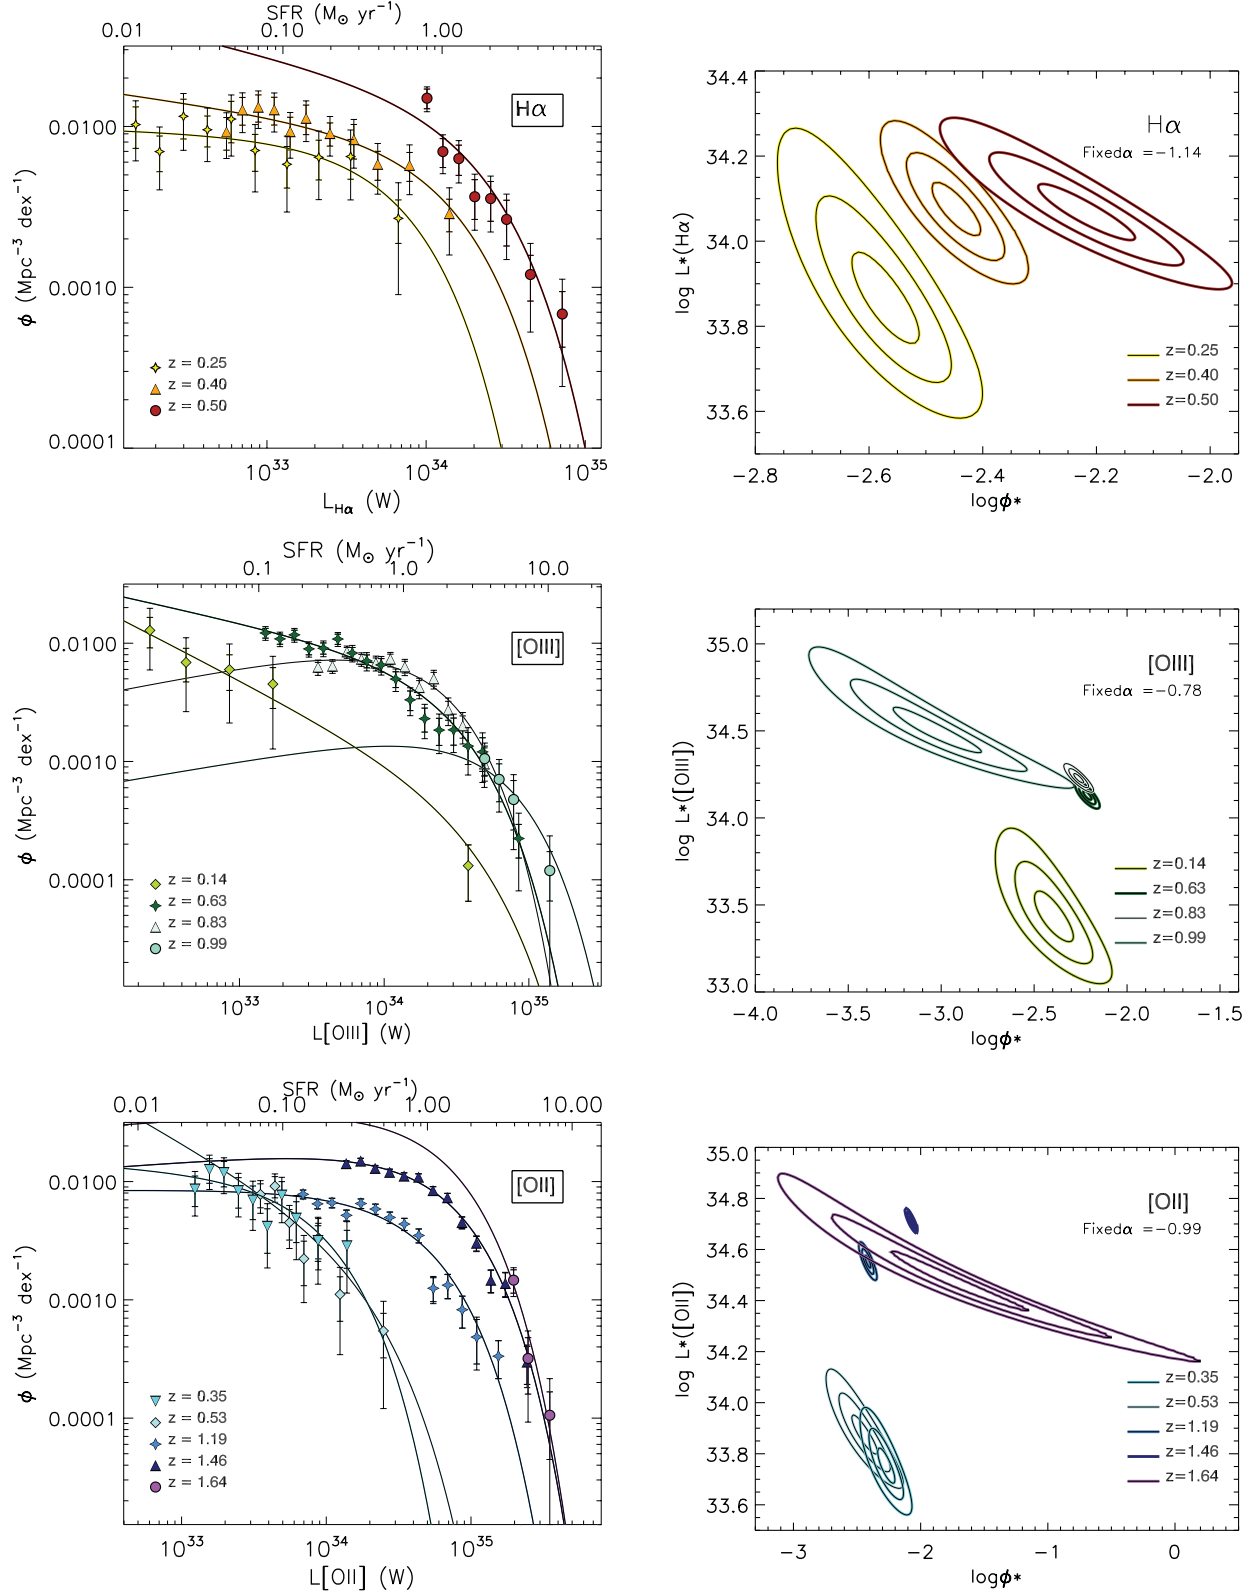 SFR (M⊙ yr⁻¹)
0.01 0.10 1.00
0.0100
0.0010
0.0001
ϕ (Mpc⁻³ dex⁻¹)
Hα
z = 0.25
z = 0.40
z = 0.50
10³³ 10³⁴ 10³⁵
L_Hα (W)
34.4
34.2
34.0
33.8
33.6
log L*(Hα)
Hα
Fixedα =−1.14
z=0.25
z=0.40
z=0.50
−2.8 −2.6 −2.4 −2.2 −2.0
logϕ*
SFR (M⊙ yr⁻¹)
0.1 1.0 10.0
0.0100
0.0010
0.0001
ϕ (Mpc⁻³ dex⁻¹)
[OIII]
z = 0.14
z = 0.63
z = 0.83
z = 0.99
10³³ 10³⁴ 10³⁵
L[OIII] (W)
35.0
34.5
34.0
33.5
33.0
log L*([OIII])
[OIII]
Fixedα =−0.78
z=0.14
z=0.63
z=0.83
z=0.99
−4.0 −3.5 −3.0 −2.5 −2.0 −1.5
logϕ*
SFR (M⊙ yr⁻¹)
0.01 0.10 1.00 10.00
0.0100
0.0010
0.0001
ϕ (Mpc⁻³ dex⁻¹)
[OII]
z = 0.35
z = 0.53
z = 1.19
z = 1.46
z = 1.64
10³³ 10³⁴ 10³⁵
L[OII] (W)
35.0
34.8
34.6
34.4
34.2
34.0
33.8
33.6
log L*([OII])
[OII]
Fixedα =−0.99
z=0.35
z=0.53
z=1.19
z=1.46
z=1.64
−3 −2 −1 0
logϕ*